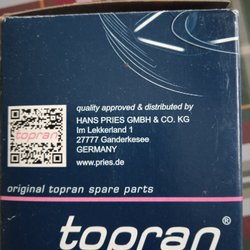 quality approved & distributed by
HANS PRIES GMBH & CO. KG
Im Lekkerland 1
27777 Ganderkesee
GERMANY
www.pries.de
topran
original topran spare parts
topran®